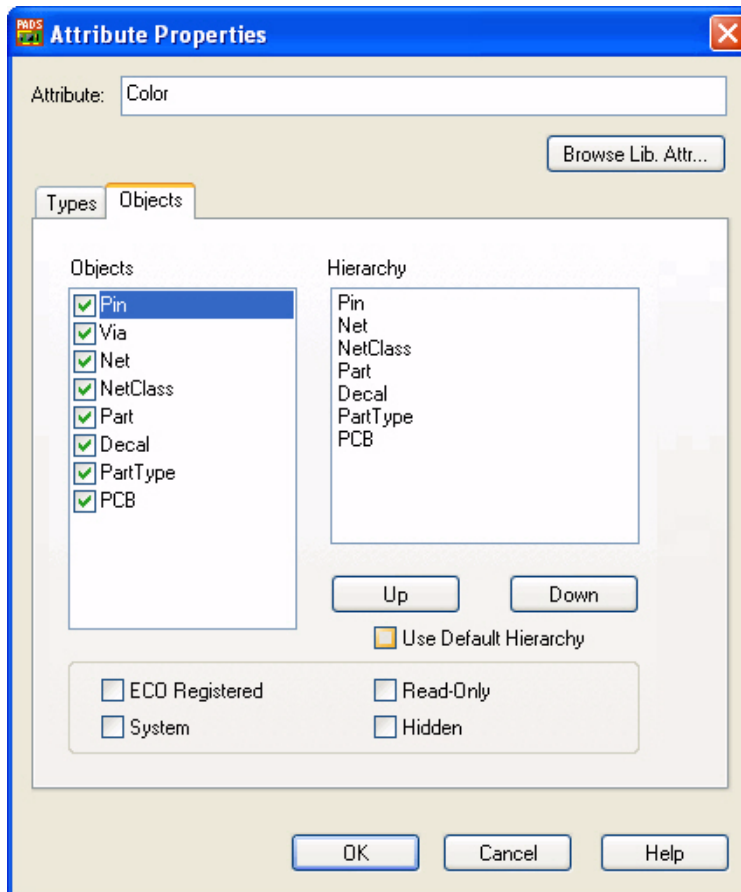 PADS
Attribute Properties
Attribute: Color
Browse Lib. Attr...
Types Objects
Objects
Pin
Via
Net
NetClass
Part
Decal
PartType
PCB
Hierarchy
Pin
Net
NetClass
Part
Decal
PartType
PCB
Up Down
Use Default Hierarchy
ECO Registered Read-Only
System Hidden
OK Cancel Help